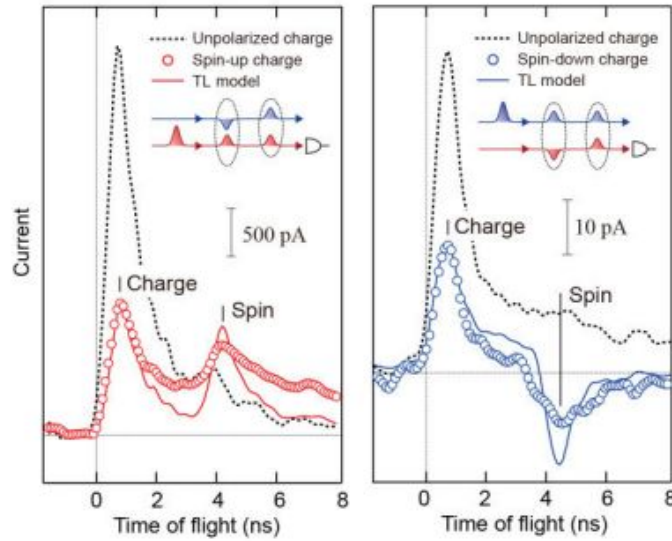 Unpolarized charge
Spin-up charge
TL model
500 pA
Charge
Spin
Current
0 2 4 6 8
Time of flight (ns)
Unpolarized charge
Spin-down charge
TL model
10 pA
Charge
Spin
0 2 4 6 8
Time of flight (ns)